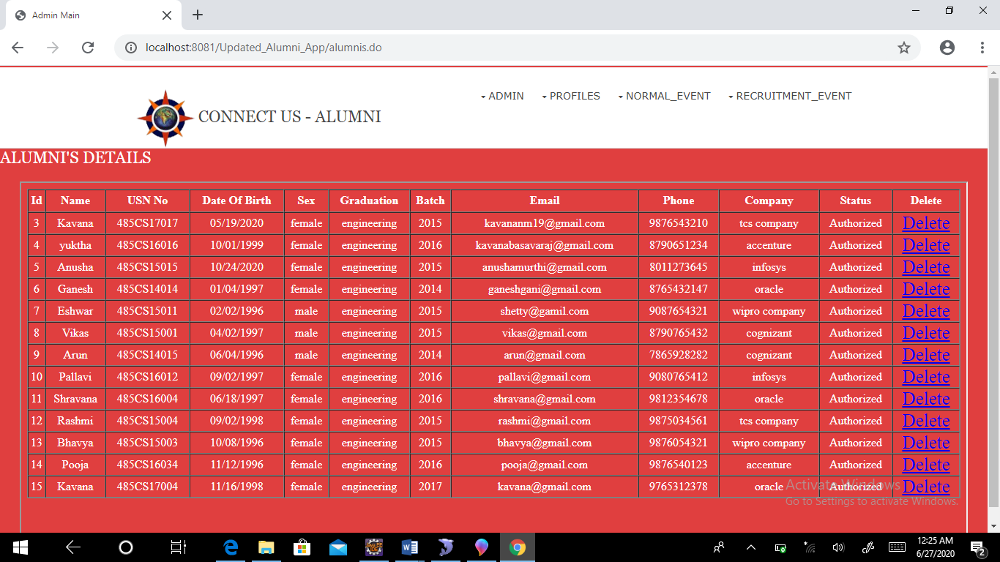 Admin Main
localhost:8081/Updated_Alumni_App/alumnis.do
ADMIN PROFILES NORMAL_EVENT RECRUITMENT_EVENT
CONNECT US - ALUMNI
ALUMNI'S DETAILS
Id Name USN No Date Of Birth Sex Graduation Batch Email Phone Company Status Delete
3 Kavana 485CS17017 05/19/2020 female engineering 2015 kavananm19@gmail.com 9876543210 tcs company Authorized Delete
4 yuktha 485CS16016 10/01/1999 female engineering 2016 kavanabasavaraj@gmail.com 8790651234 accenture Authorized Delete
5 Anusha 485CS15015 10/24/2020 female engineering 2015 anushamurthi@gmail.com 8011273645 infosys Authorized Delete
6 Ganesh 485CS14014 01/04/1997 female engineering 2014 ganeshgani@gmail.com 8765432147 oracle Authorized Delete
7 Eshwar 485CS15011 02/02/1996 male engineering 2015 shetty@gamil.com 9087654321 wipro company Authorized Delete
8 Vikas 485CS15001 04/02/1997 male engineering 2015 vikas@gmail.com 8790765432 cognizant Authorized Delete
9 Arun 485CS14015 06/04/1996 male engineering 2014 arun@gmail.com 7865928282 cognizant Authorized Delete
10 Pallavi 485CS16012 09/02/1997 female engineering 2016 pallavi@gmail.com 9080765412 infosys Authorized Delete
11 Shravana 485CS16004 06/18/1997 female engineering 2016 shravana@gmail.com 9812354678 oracle Authorized Delete
12 Rashmi 485CS15004 09/02/1998 female engineering 2015 rashmi@gmail.com 9875034561 tcs company Authorized Delete
13 Bhavya 485CS15003 10/08/1996 female engineering 2015 bhavya@gmail.com 9876054321 wipro company Authorized Delete
14 Pooja 485CS16034 11/12/1996 female engineering 2016 pooja@gmail.com 9876540123 accenture Authorized Delete
15 Kavana 485CS17004 11/16/1998 female engineering 2017 kavana@gmail.com 9765312378 oracle Authorized Delete
Activate Windows
Go to Settings to activate Windows.
12:25 AM
6/27/2020
2